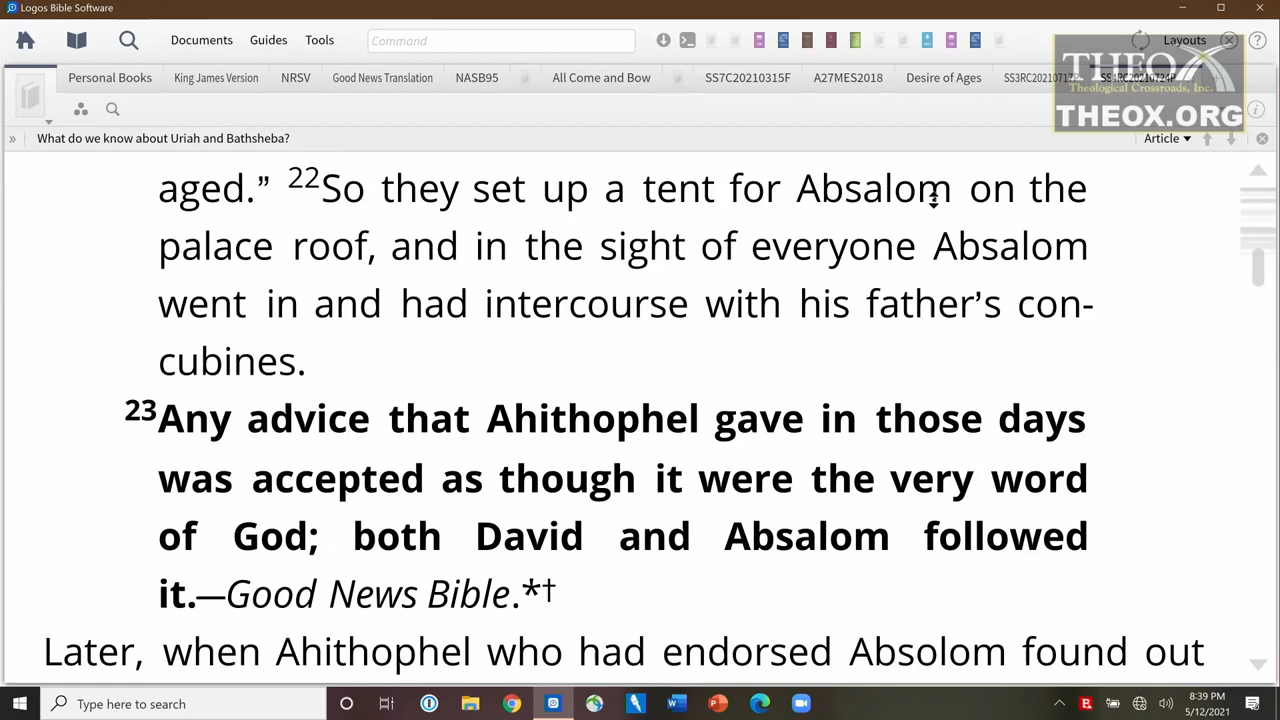 Logos Bible Software
Documents Guides Tools Command Layouts
THEOX
Theological Crossroads, Inc.
THEOX.ORG
Personal Books King James Version NRSV Good News Translation NASB95 All Come and Bow SS7C20210315F A27MES2018 Desire of Ages
What do we know about Uriah and Bathsheba? Article
aged.” 22So they set up a tent for Absalom on the
palace roof, and in the sight of everyone Absalom
went in and had intercourse with his father’s con-
cubines.
23Any advice that Ahithophel gave in those days
was accepted as though it were the very word
of God; both David and Absalom followed
it.—Good News Bible.*†
Later, when Ahithophel who had endorsed Absolom found out
Type here to search
8:39 PM
5/12/2021